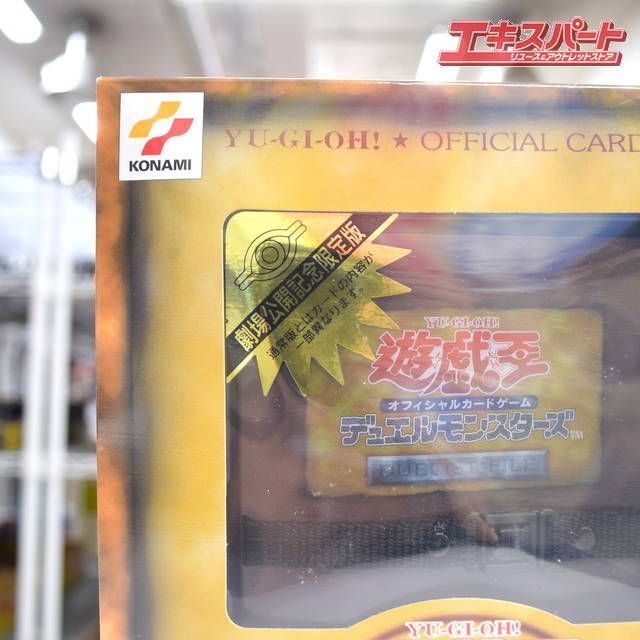 エキスパート
リユース&アウトレットストア
KONAMI
YU-GI-OH! ★ OFFICIAL CARD
劇場公開記念限定版
通常版とはカードの内容が
一部異なります。
YU-GI-OH!
遊戯王
オフィシャルカードゲーム
デュエルモンスターズ™
DUELIST FILE
YU-GI-OH!